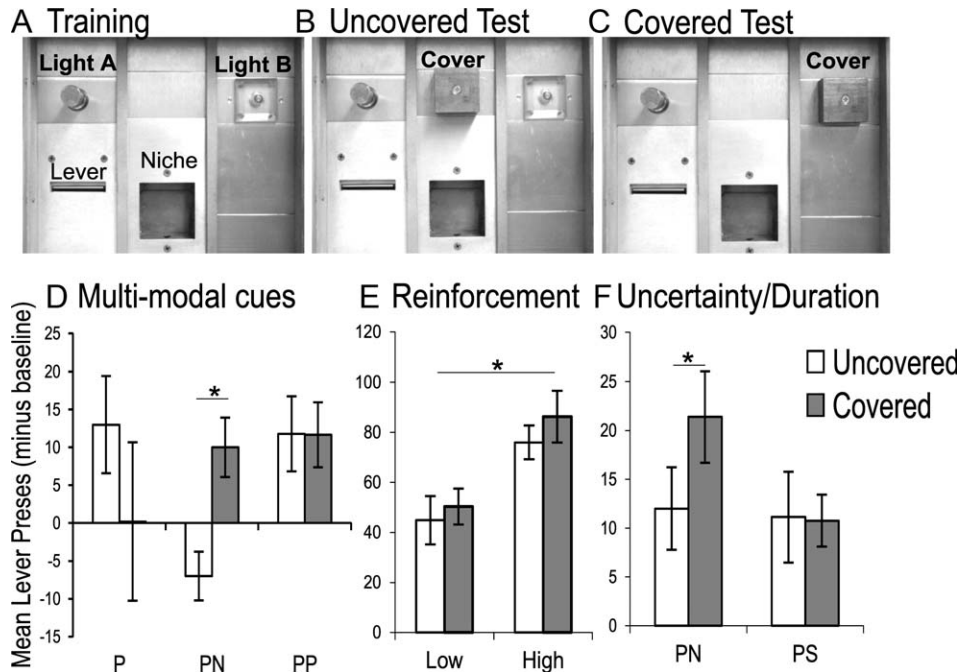 A Training
B Uncovered Test
C Covered Test
Light A
Light B
Cover
Cover
Lever
Niche
D Multi-modal cues
E Reinforcement
F Uncertainty/Duration
Mean Lever Preses (minus baseline)
25
20
15
10
5
0
-5
-10
-15
*
P
PN
PP
120
100
80
60
40
20
0
*
Low
High
30
25
20
15
10
5
0
*
PN
PS
Uncovered
Covered